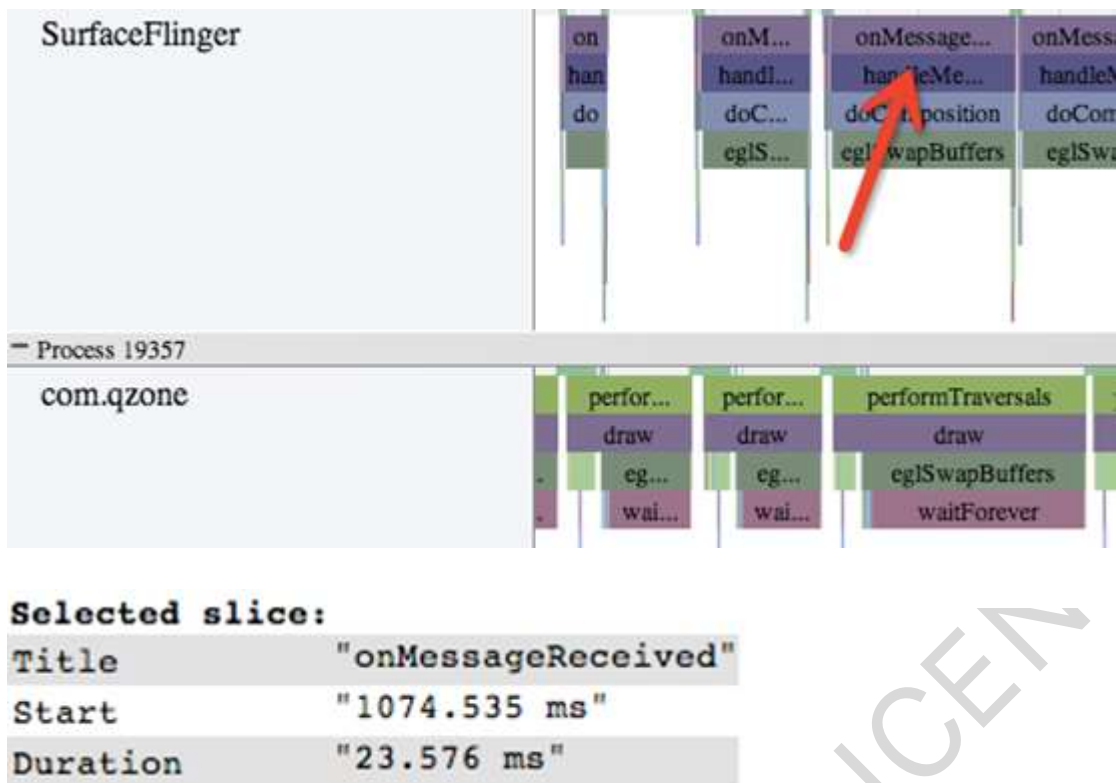 SurfaceFlinger
on onM... onMessage... onMess
han handl... handleMe... handleM
do doC... doComposition doCom
eglS... eglSwapBuffers eglSwa
Process 19357
com.qzone
perfor... perfor... performTraversals
draw draw draw
. eg... eg... eglSwapBuffers
. wai... wai... waitForever
Selected slice:
Title "onMessageReceived"
Start "1074.535 ms"
Duration "23.576 ms"
ICEN